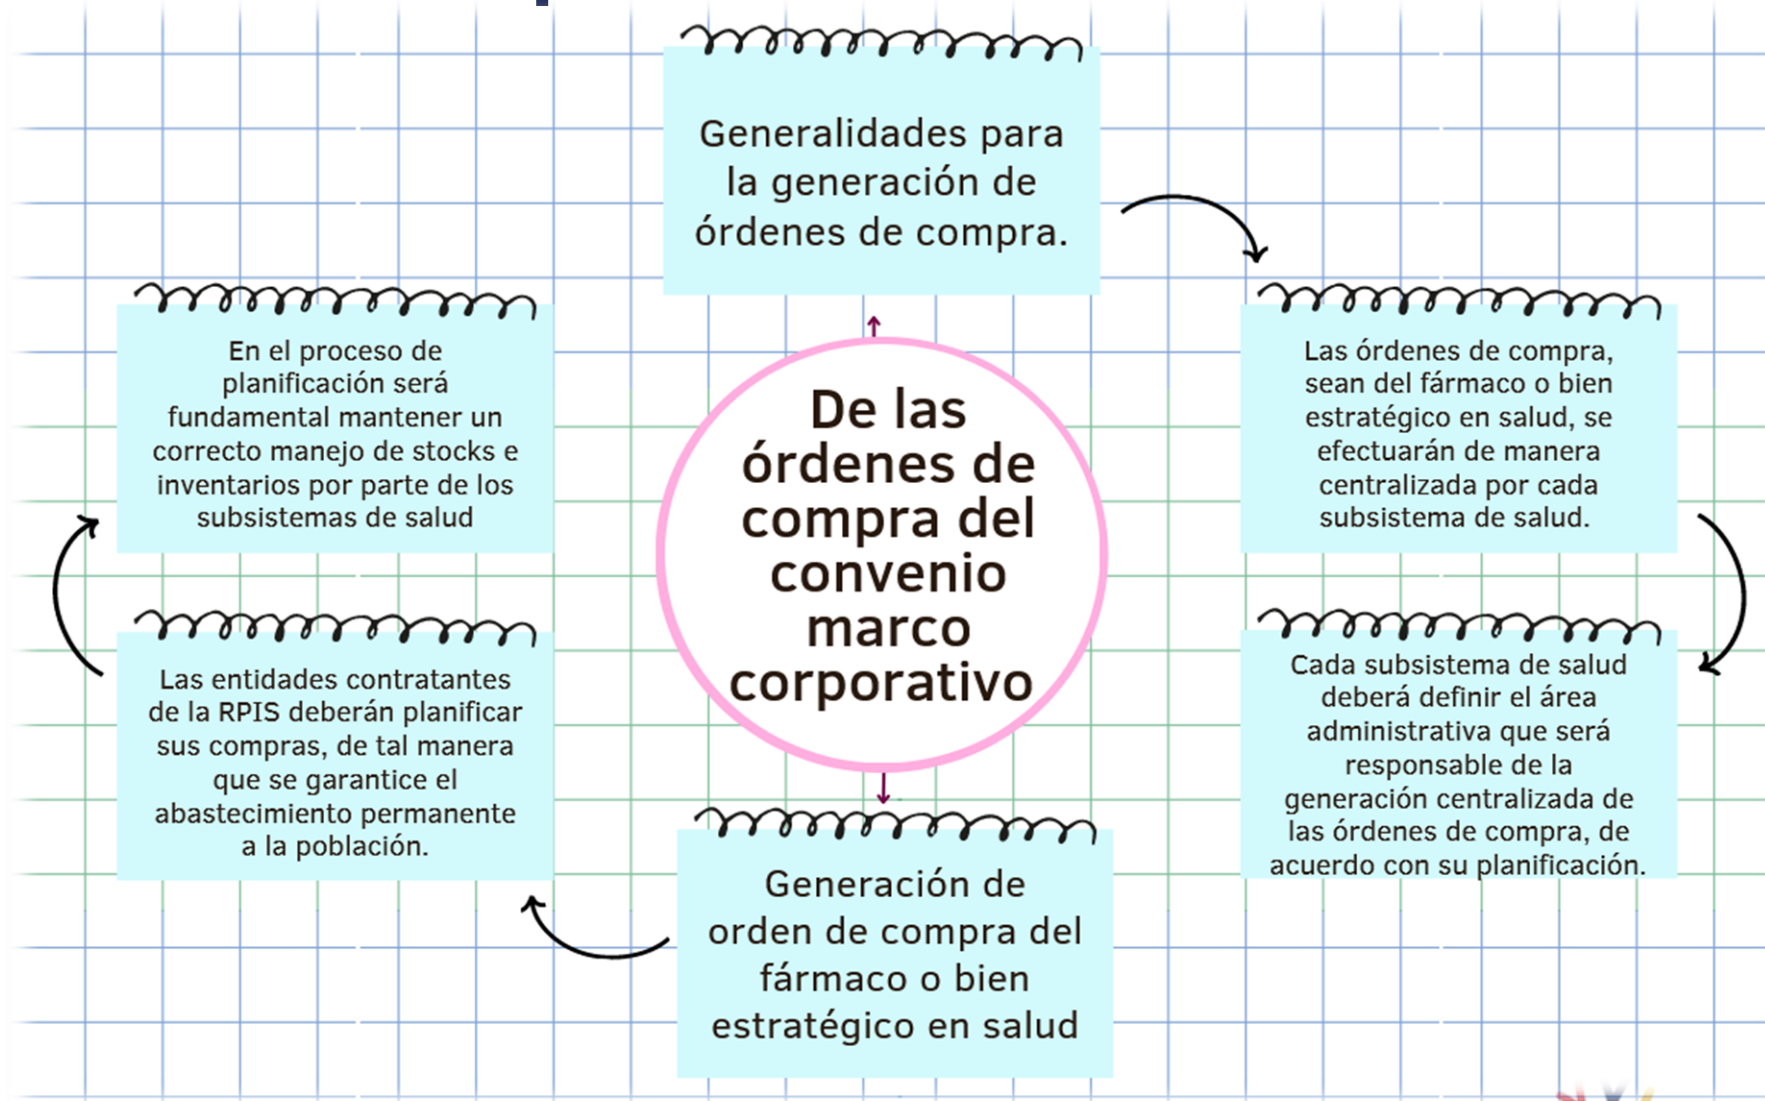 Generalidades para
la generación de
órdenes de compra.
En el proceso de
planificación será
fundamental mantener un
correcto manejo de stocks e
inventarios por parte de los
subsistemas de salud
Las órdenes de compra,
sean del fármaco o bien
estratégico en salud, se
efectuarán de manera
centralizada por cada
subsistema de salud.
De las
órdenes de
compra del
convenio
marco
corporativo
Las entidades contratantes
de la RPIS deberán planificar
sus compras, de tal manera
que se garantice el
abastecimiento permanente
a la población.
Cada subsistema de salud
deberá definir el área
administrativa que será
responsable de la
generación centralizada de
las órdenes de compra, de
acuerdo con su planificación.
Generación de
orden de compra del
fármaco o bien
estratégico en salud